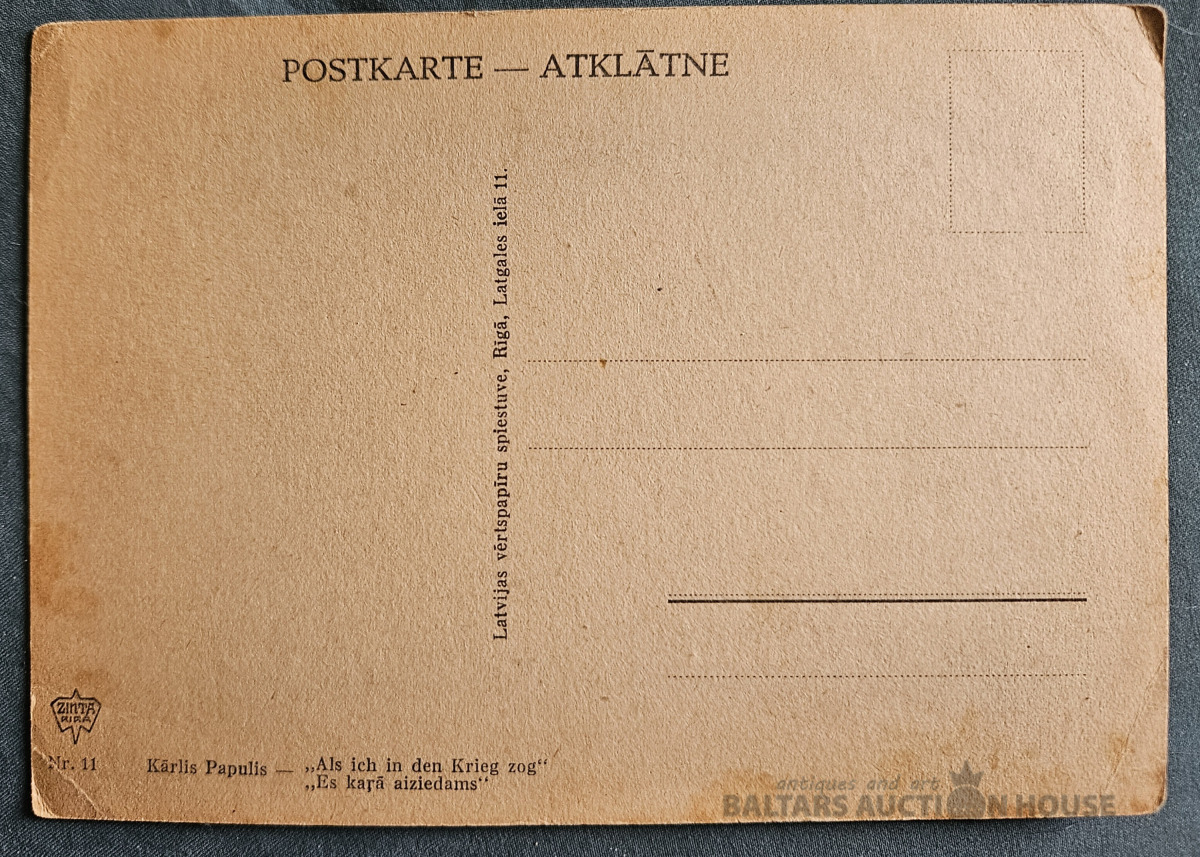 POSTKARTE — ATKLĀTNE
Latvijas vērtspapīru spiestuve, Rīgā, Latgales ielā 11.
ZINTA
RIGA
Nr. 11
Kārlis Papulis — „Als ich in den Krieg zog“
„Es kaŗā aiziedams“
antiques and art
BALTARS AUCTION HOUSE